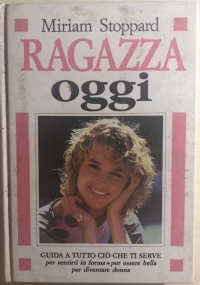 Miriam Stoppard
RAGAZZA
oggi
GUIDA A TUTTO CIÒ CHE TI SERVE
per sentirti in forma • per essere bella
per diventare donna